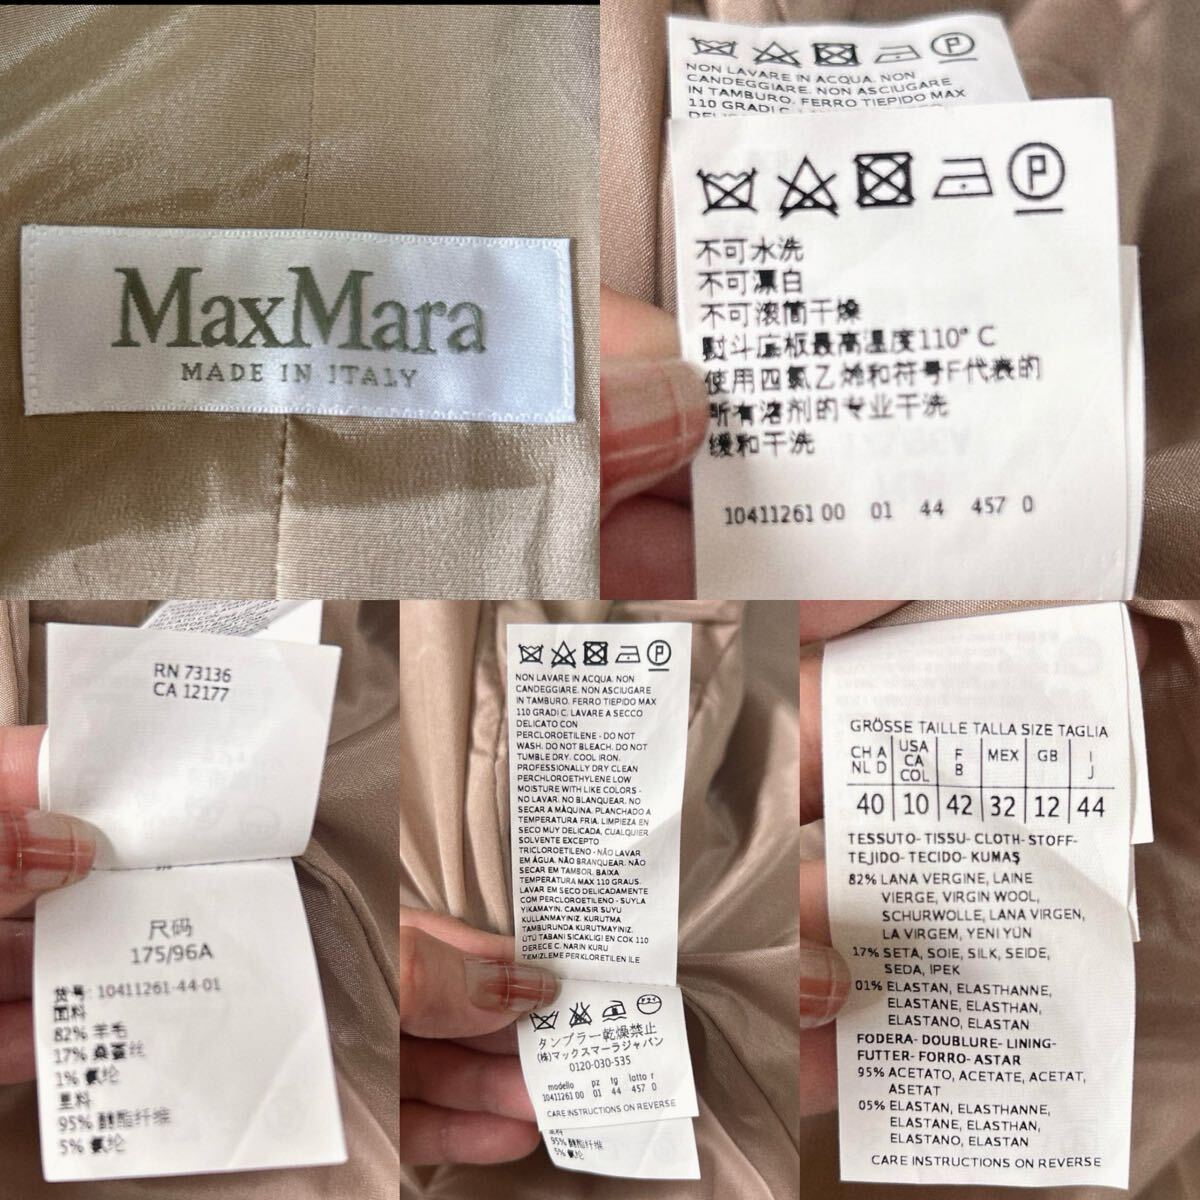 MaxMara
MADE IN ITALY
NON LAVARE IN ACQUA. NON
CANDEGGIARE. NON ASCIUGARE
IN TAMBURO. FERRO TIEPIDO MAX
P
不可水洗
不可漂白
不可滚筒干燥
熨斗底板最高温度110° C
使用四氯乙烯和符号F代表的
所有溶剂的专业干洗
缓和干洗
10411261 00 01 44 457 0
RN 73136
CA 12177
尺码
175/96A
货号: 10411261-44-01
面料
82% 羊毛
17% 桑蚕丝
1% 氨纶
里料
95% 醋酯纤维
5% 氨纶
P
NON LAVARE IN ACQUA. NON
CANDEGGIARE. NON ASCIUGARE
IN TAMBURO. FERRO TIEPIDO MAX
110 GRADI C. LAVARE A SECCO
DELICATO CON
PERCLOROETILENE - DO NOT
WASH. DO NOT BLEACH. DO NOT
TUMBLE DRY. COOL IRON.
PROFESSIONALLY DRY CLEAN
PERCHLOROETHYLENE LOW
MOISTURE WITH LIKE COLORS -
NO LAVAR. NO BLANQUEAR. NO
SECAR A MÁQUINA. PLANCHADO A
TEMPERATURA FRIA. LIMPIEZA EN
SECO MUY DELICADA, CUALQUIER
SOLVENTE EXCEPTO
TRICLOROETILENO - NÃO LAVAR
EM ÁGUA. NÃO BRANQUEAR. NÃO
SECAR EM TAMBOR. BAIXA
TEMPERATURA MAX 110 GRAUS.
LAVAR EM SECO DELICADAMENTE
COM PERCLOROETILENO - SUYLA
YIKAMAYIN. CAMASIR SUYU
KULLANMAYINIZ. KURUTMA
TAMBURUNDA KURUTMAYINIZ.
ÜTÜ TABANI SICAKLIGI EN COK 110
DERECE C. NARIN KURU
TEMIZLEME PERKLORETILEN ILE
タンブラー乾燥禁止
(株)マックスマーラジャパン
0120-030-535
modello pz tg lotto r
10411261 00 01 44 457 0
CARE INSTRUCTIONS ON REVERSE
95% 醋酯纤维
5% 氨纶
GRÖSSE TAILLE TALLA SIZE TAGLIA
CH A NL D | USA CA COL | F B | MEX | GB | I J
40 | 10 | 42 | 32 | 12 | 44
TESSUTO- TISSU- CLOTH- STOFF-
TEJIDO- TECIDO- KUMAŞ
82% LANA VERGINE, LAINE
VIERGE, VIRGIN WOOL,
SCHURWOLLE, LANA VIRGEN,
LA VIRGEM, YENI YÜN
17% SETA, SOIE, SILK, SEIDE,
SEDA, IPEK
01% ELASTAN, ELASTHANNE,
ELASTANE, ELASTHAN,
ELASTANO, ELASTAN
FODERA- DOUBLURE- LINING-
FUTTER- FORRO- ASTAR
95% ACETATO, ACETATE, ACETAT,
ASETAT
05% ELASTAN, ELASTHANNE,
ELASTANE, ELASTHAN,
ELASTANO, ELASTAN
CARE INSTRUCTIONS ON REVERSE